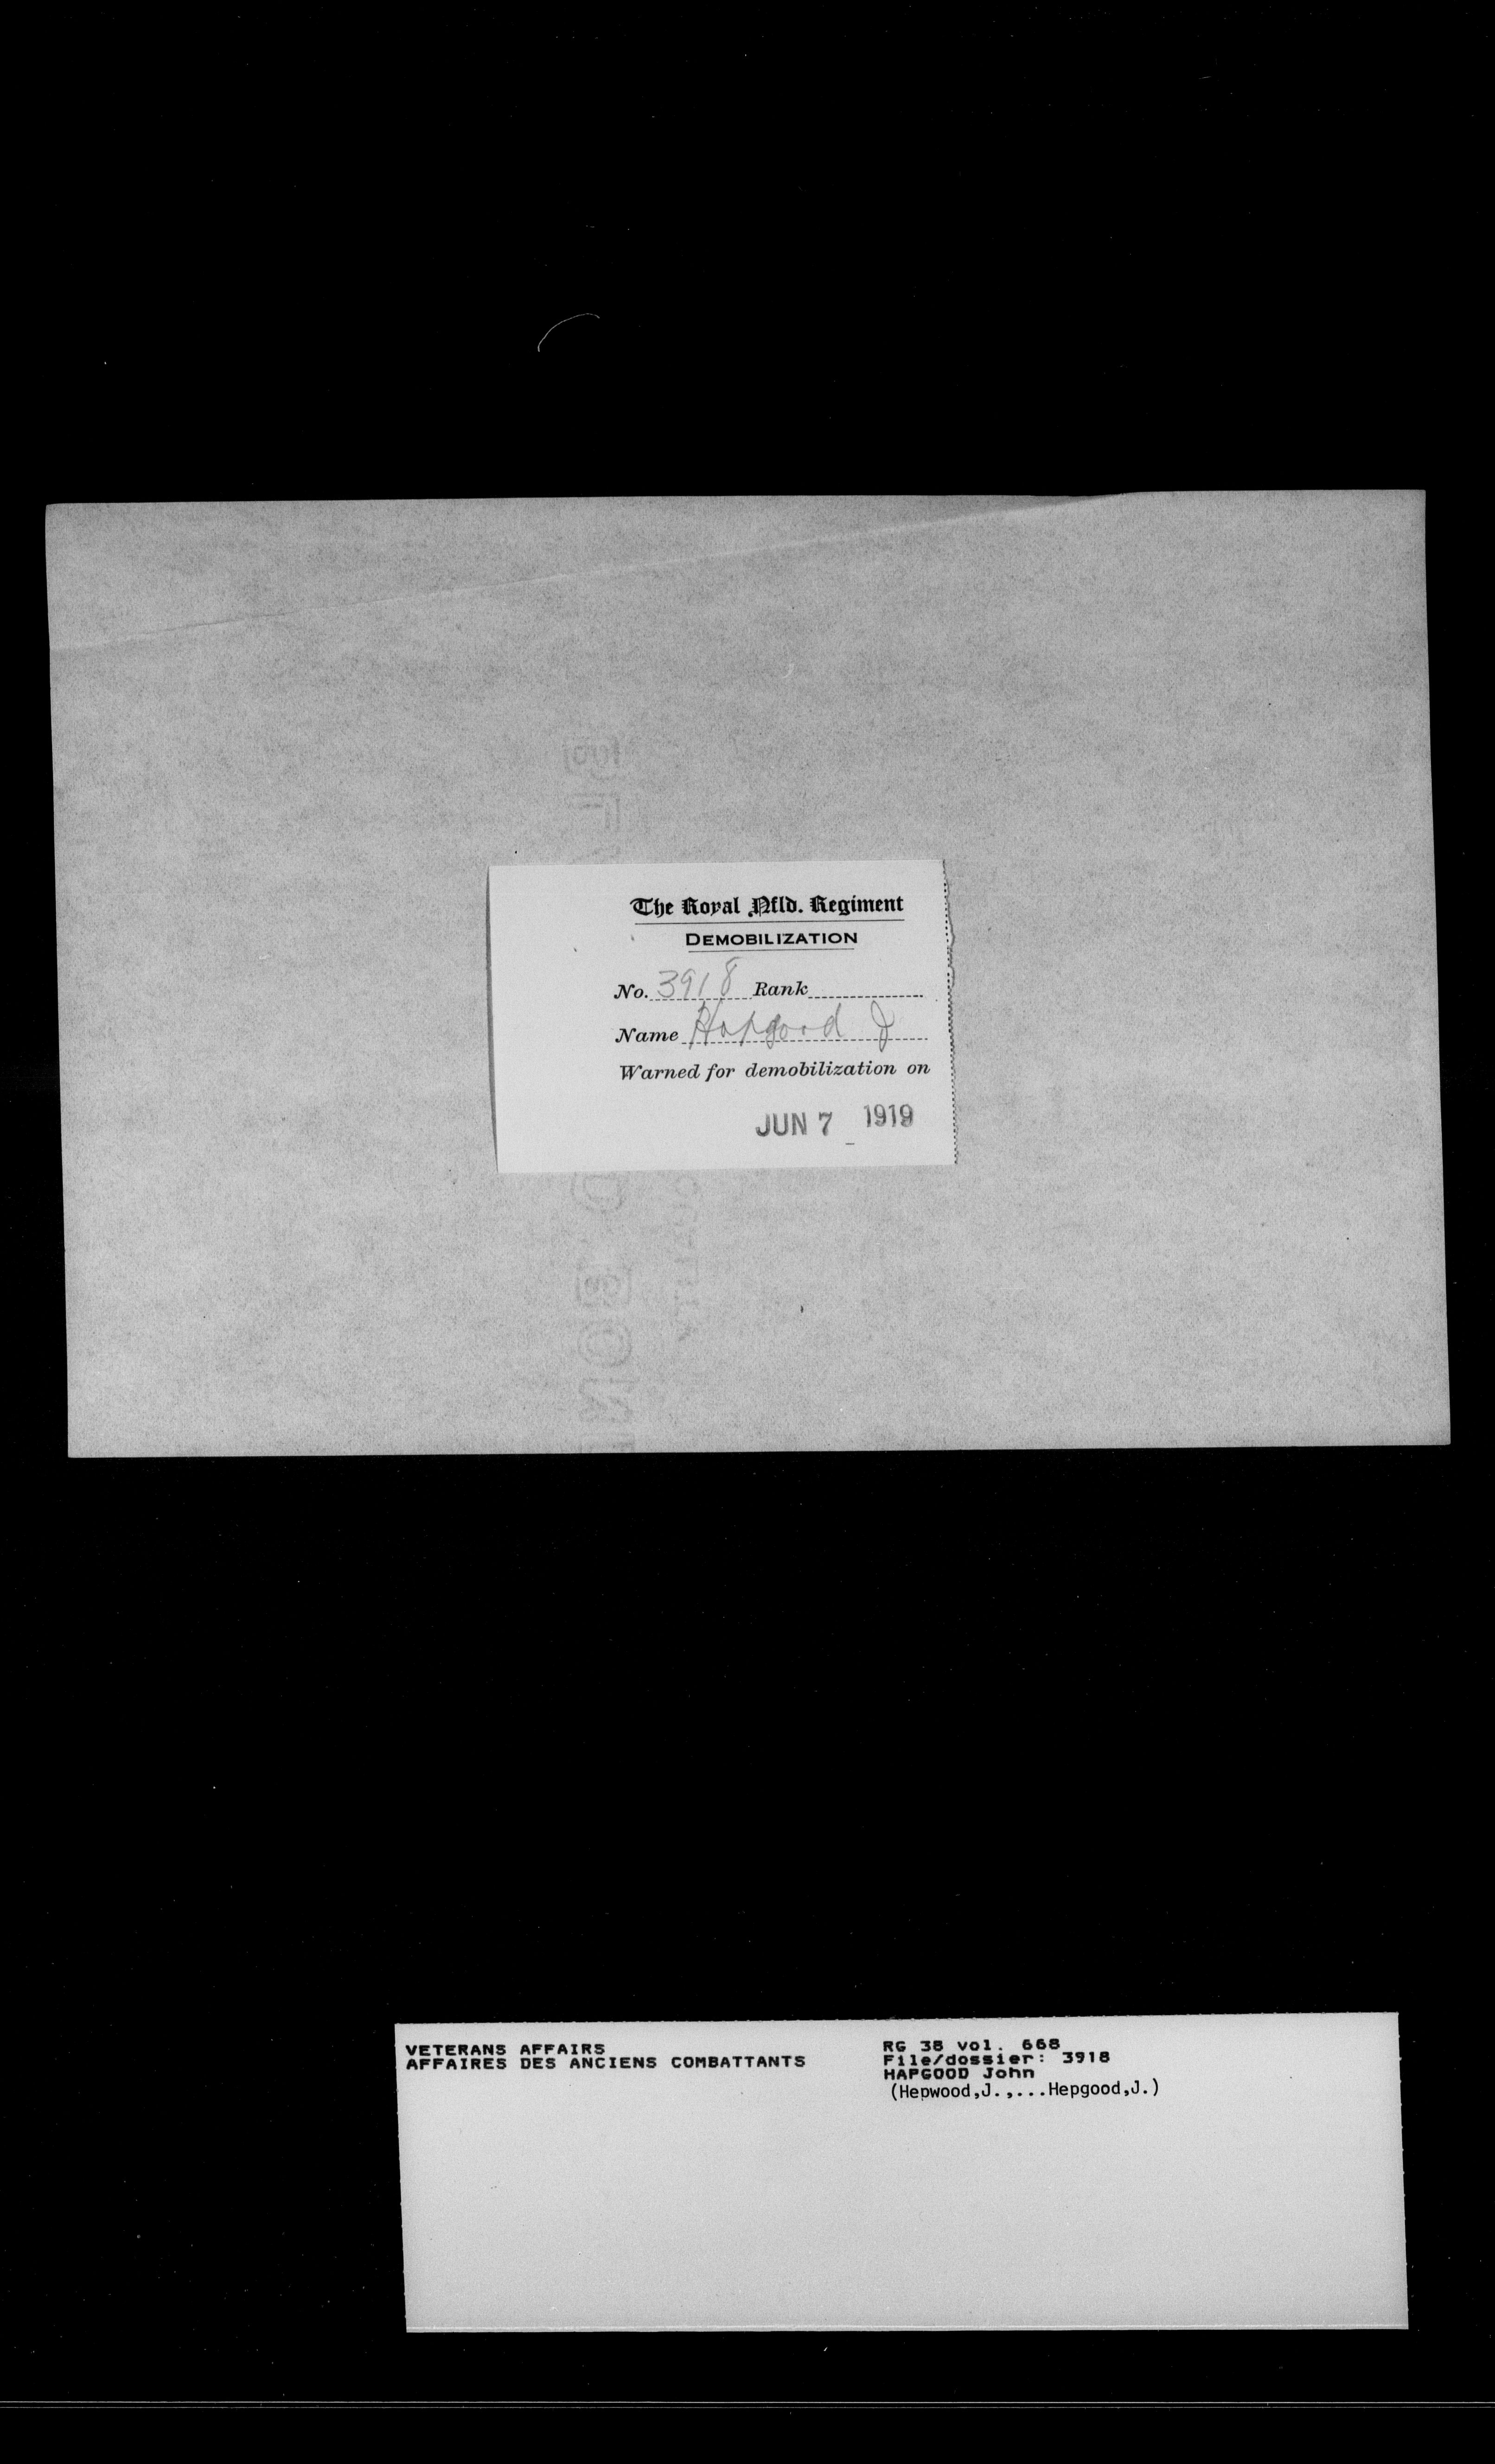 The Royal Nfld. Regiment
DEMOBILIZATION
No. 3918 Rank
Name Hapgood J
Warned for demobilization on
JUN 7 1919
VETERANS AFFAIRS
AFFAIRES DES ANCIENS COMBATTANTS
RG 38 vol. 668
File/dossier: 3918
HAPGOOD John
(Hepwood,J.,...Hepgood,J.)